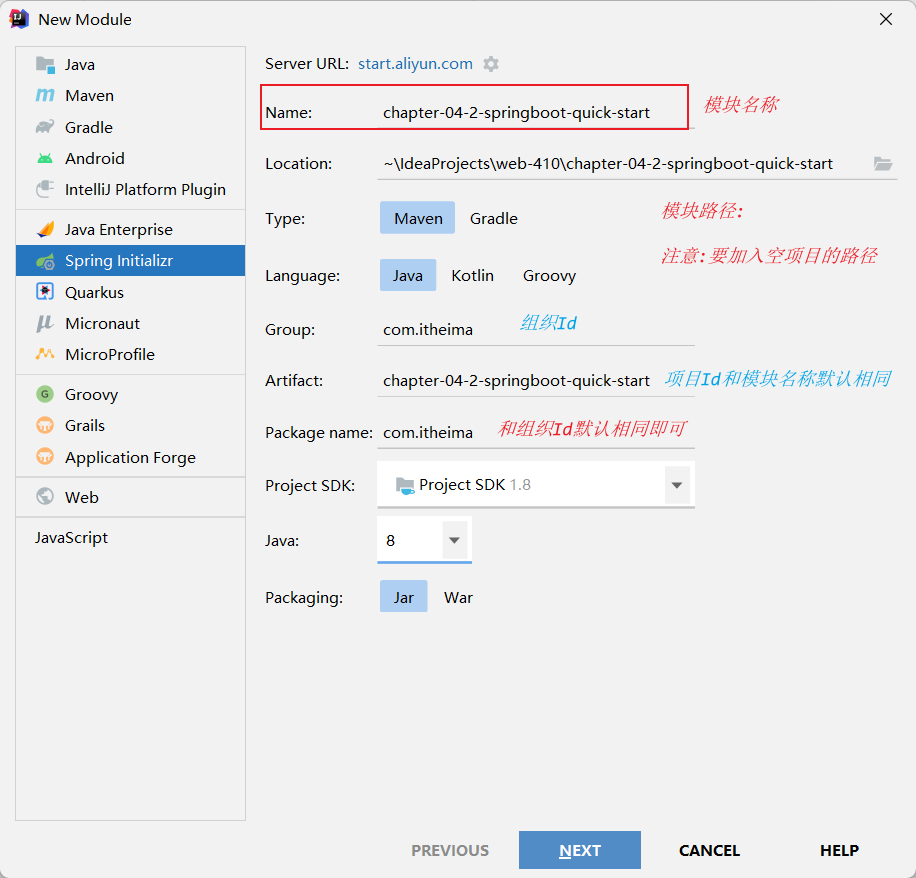 New Module
Java
Maven
Gradle
Android
IntelliJ Platform Plugin
Java Enterprise
Spring Initializr
Quarkus
Micronaut
MicroProfile
Groovy
Grails
Application Forge
Web
JavaScript
Server URL: start.aliyun.com
Name: chapter-04-2-springboot-quick-start 模块名称
Location: ~\IdeaProjects\web-410\chapter-04-2-springboot-quick-start
Type: Maven Gradle 模块路径:
注意:要加入空项目的路径
Language: Java Kotlin Groovy
Group: com.itheima 组织Id
Artifact: chapter-04-2-springboot-quick-start 项目Id和模块名称默认相同
Package name: com.itheima 和组织Id默认相同即可
Project SDK: Project SDK 1.8
Java: 8
Packaging: Jar War
PREVIOUS NEXT CANCEL HELP